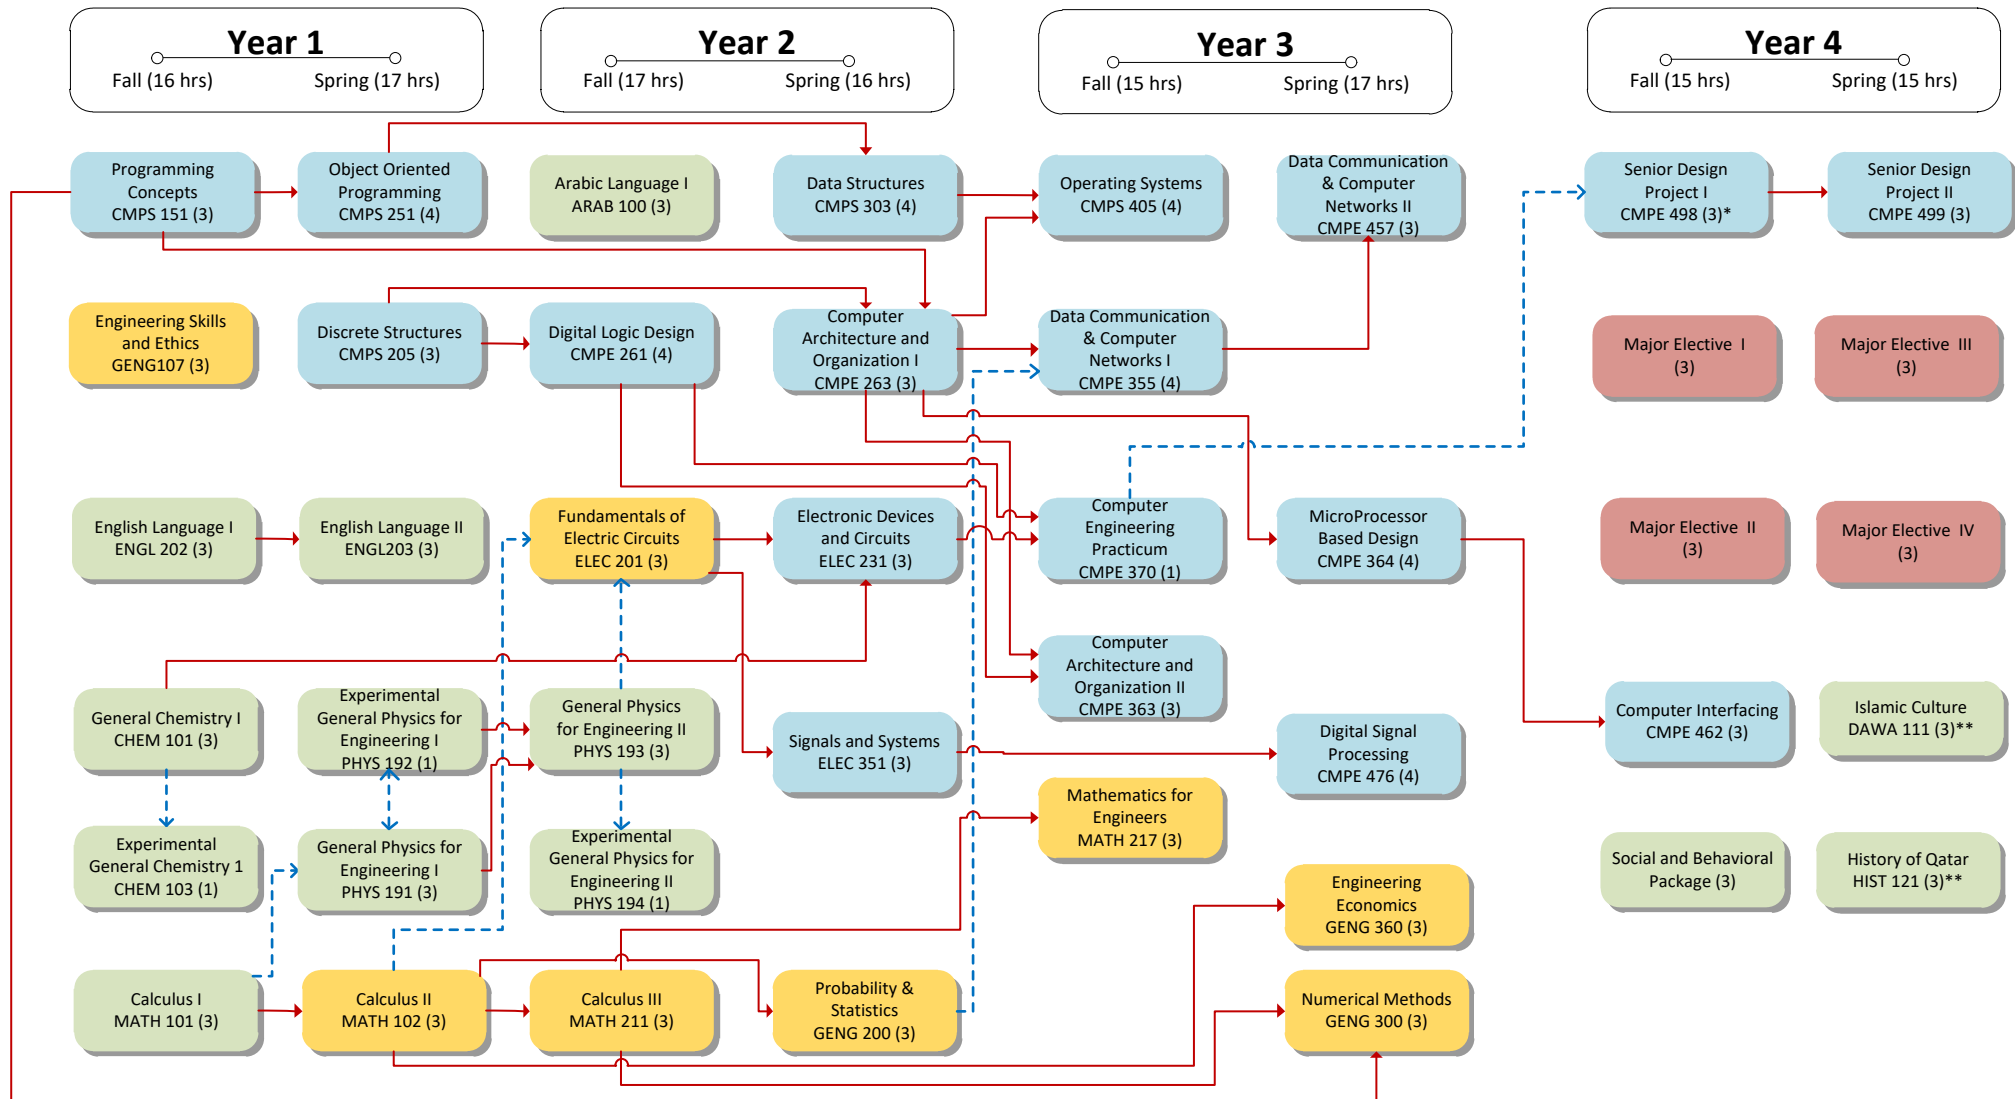 Year 1
Fall (16 hrs)
Spring (17 hrs)
Year 2
Fall (17 hrs)
Spring (16 hrs)
Year 3
Fall (15 hrs)
Spring (17 hrs)
Year 4
Fall (15 hrs)
Spring (15 hrs)
Programming
Concepts
CMPS 151 (3)
Object Oriented
Programming
CMPS 251 (4)
Arabic Language I
ARAB 100 (3)
Data Structures
CMPS 303 (4)
Operating Systems
CMPS 405 (4)
Data Communication
& Computer
Networks II
CMPE 457 (3)
Senior Design
Project I
CMPE 498 (3)*
Senior Design
Project II
CMPE 499 (3)
Engineering Skills
and Ethics
GENG107 (3)
Discrete Structures
CMPS 205 (3)
Digital Logic Design
CMPE 261 (4)
Computer
Architecture and
Organization I
CMPE 263 (3)
Data Communication
& Computer
Networks I
CMPE 355 (4)
Major Elective I
(3)
Major Elective III
(3)
English Language I
ENGL 202 (3)
English Language II
ENGL203 (3)
Fundamentals of
Electric Circuits
ELEC 201 (3)
Electronic Devices
and Circuits
ELEC 231 (3)
Computer
Engineering
Practicum
CMPE 370 (1)
MicroProcessor
Based Design
CMPE 364 (4)
Major Elective II
(3)
Major Elective IV
(3)
Computer
Architecture and
Organization II
CMPE 363 (3)
General Chemistry I
CHEM 101 (3)
Experimental
General Physics for
Engineering I
PHYS 192 (1)
General Physics
for Engineering II
PHYS 193 (3)
Signals and Systems
ELEC 351 (3)
Digital Signal
Processing
CMPE 476 (4)
Computer Interfacing
CMPE 462 (3)
Islamic Culture
DAWA 111 (3)**
Mathematics for
Engineers
MATH 217 (3)
Experimental
General Chemistry 1
CHEM 103 (1)
General Physics for
Engineering I
PHYS 191 (3)
Experimental
General Physics for
Engineering II
PHYS 194 (1)
Engineering
Economics
GENG 360 (3)
Social and Behavioral
Package (3)
History of Qatar
HIST 121 (3)**
Calculus I
MATH 101 (3)
Calculus II
MATH 102 (3)
Calculus III
MATH 211 (3)
Probability &
Statistics
GENG 200 (3)
Numerical Methods
GENG 300 (3)